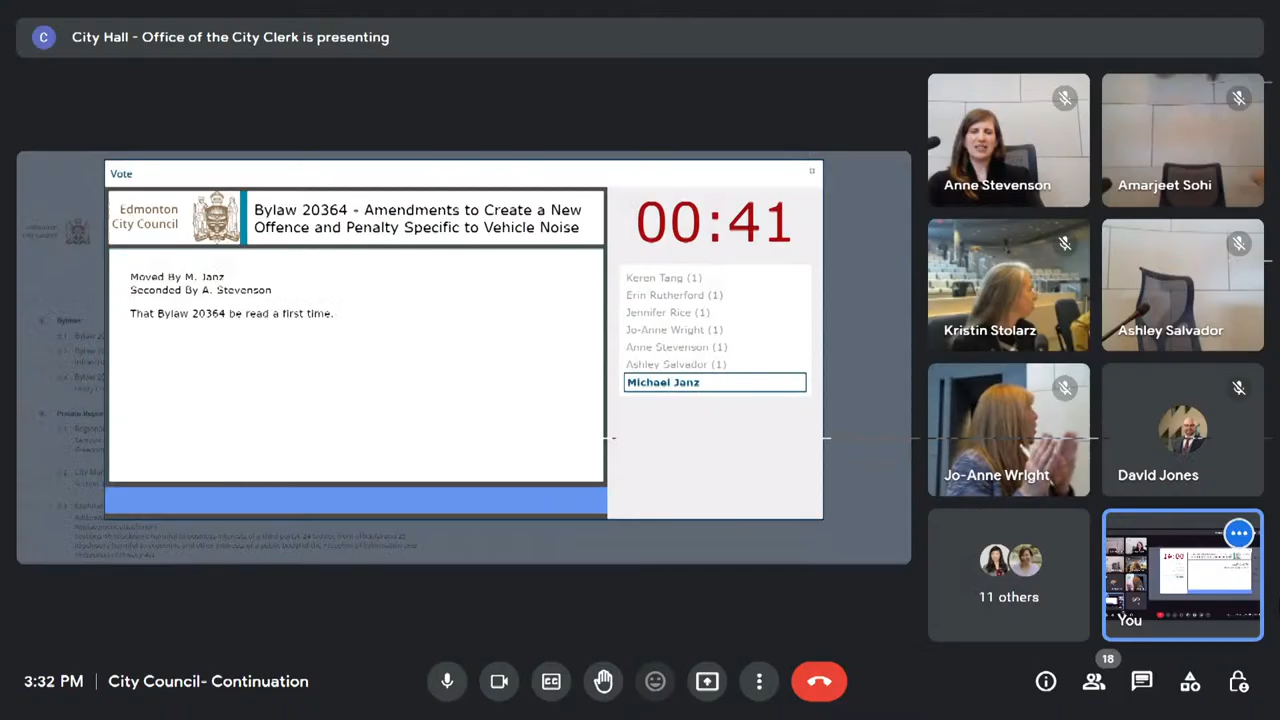 C
City Hall - Office of the City Clerk is presenting
Vote
Edmonton
City Council
Bylaw 20364 - Amendments to Create a New
Offence and Penalty Specific to Vehicle Noise
Moved By M. Janz
Seconded By A. Stevenson
That Bylaw 20364 be read a first time.
00:41
Keren Tang (1)
Erin Rutherford (1)
Jennifer Rice (1)
Jo-Anne Wright (1)
Anne Stevenson (1)
Ashley Salvador (1)
Michael Janz
Anne Stevenson
Amarjeet Sohi
Kristin Stolarz
Ashley Salvador
Jo-Anne Wright
David Jones
11 others
You
3:32 PM
City Council- Continuation
18